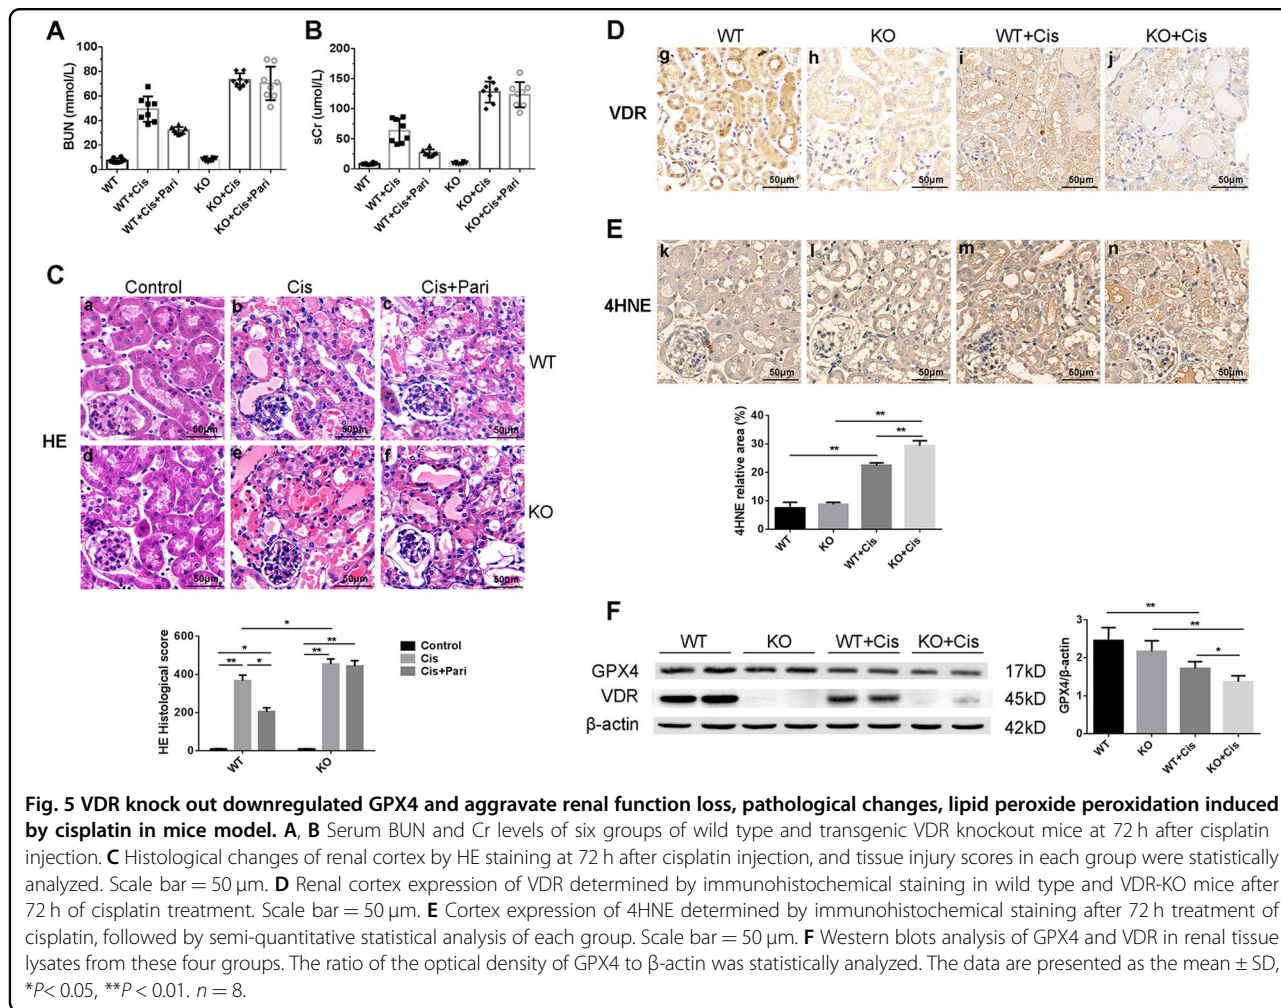 A
BUN (mmol/L)
100
80
60
40
20
0
WT
WT+Cis
WT+Cis+Pari
KO
KO+Cis
KO+Cis+Pari
B
sCr (umol/L)
200
150
100
50
0
WT
WT+Cis
WT+Cis+Pari
KO
KO+Cis
KO+Cis+Pari
C
Control Cis Cis+Pari
HE
a b c
50μm 50μm 50μm
WT
d e f
50μm 50μm 50μm
KO
HE Histological score
600
400
200
0
* ** * * ** **
WT KO
Control
Cis
Cis+Pari
D
WT KO WT+Cis KO+Cis
VDR
g h i j
50μm 50μm 50μm 50μm
E
4HNE
k l m n
50μm 50μm 50μm 50μm
4HNE relative area (%)
40
30
20
10
0
** ** **
WT KO WT+Cis KO+Cis
F
WT KO WT+Cis KO+Cis
GPX4 17kD
VDR 45kD
β-actin 42kD
GPX4/β-actin
3
2
1
0
** ** *
WT KO WT+Cis KO+Cis
Fig. 5 VDR knock out downregulated GPX4 and aggravate renal function loss, pathological changes, lipid peroxide peroxidation induced
by cisplatin in mice model. A, B Serum BUN and Cr levels of six groups of wild type and transgenic VDR knockout mice at 72 h after cisplatin
injection. C Histological changes of renal cortex by HE staining at 72 h after cisplatin injection, and tissue injury scores in each group were statistically
analyzed. Scale bar = 50 μm. D Renal cortex expression of VDR determined by immunohistochemical staining in wild type and VDR-KO mice after
72 h of cisplatin treatment. Scale bar = 50 μm. E Cortex expression of 4HNE determined by immunohistochemical staining after 72 h treatment of
cisplatin, followed by semi-quantitative statistical analysis of each group. Scale bar = 50 μm. F Western blots analysis of GPX4 and VDR in renal tissue
lysates from these four groups. The ratio of the optical density of GPX4 to β-actin was statistically analyzed. The data are presented as the mean ± SD,
*P< 0.05, **P < 0.01. n = 8.